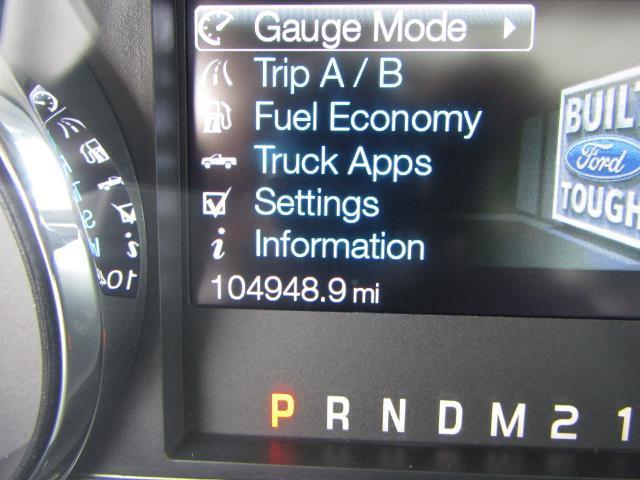 Gauge Mode
Trip A / B
Fuel Economy
Truck Apps
Settings
Information
104948.9 mi
BUILT
Ford
TOUGH
P R N D M 2 1